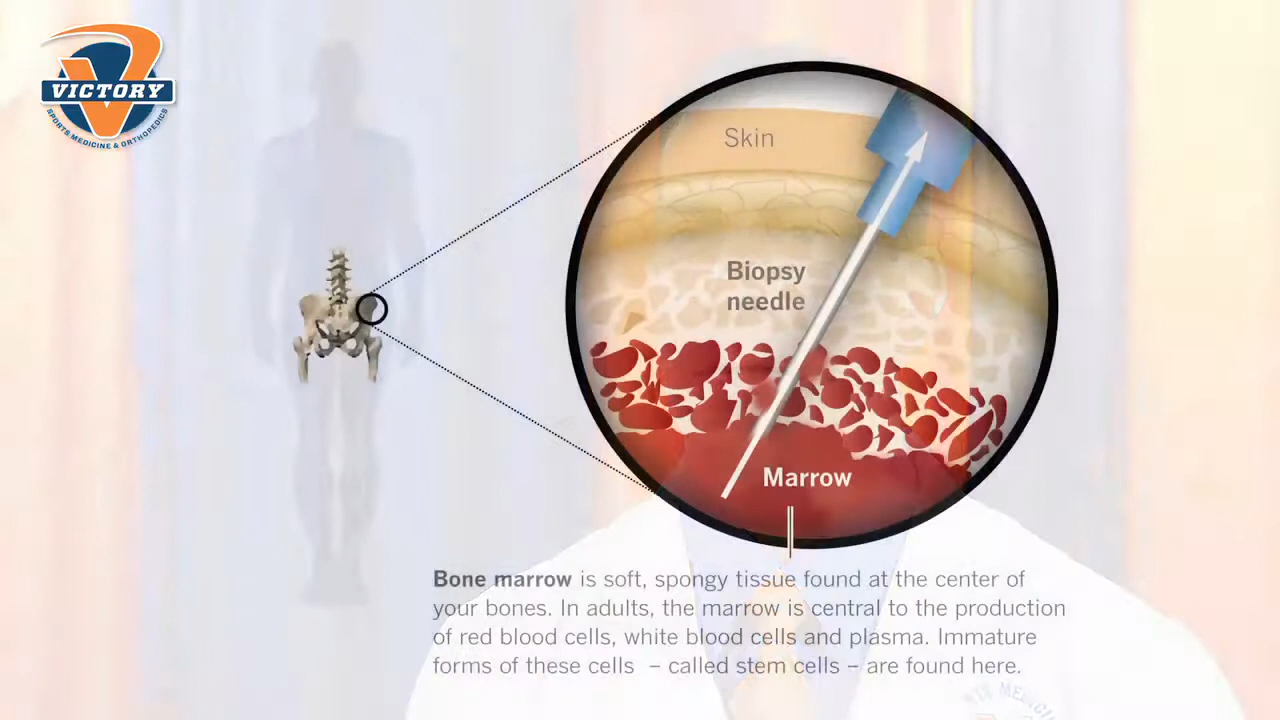 VICTORY
SPORTS MEDICINE & ORTHOPEDICS
Skin
Biopsy
needle
Marrow
Bone marrow is soft, spongy tissue found at the center of
your bones. In adults, the marrow is central to the production
of red blood cells, white blood cells and plasma. Immature
forms of these cells – called stem cells – are found here.